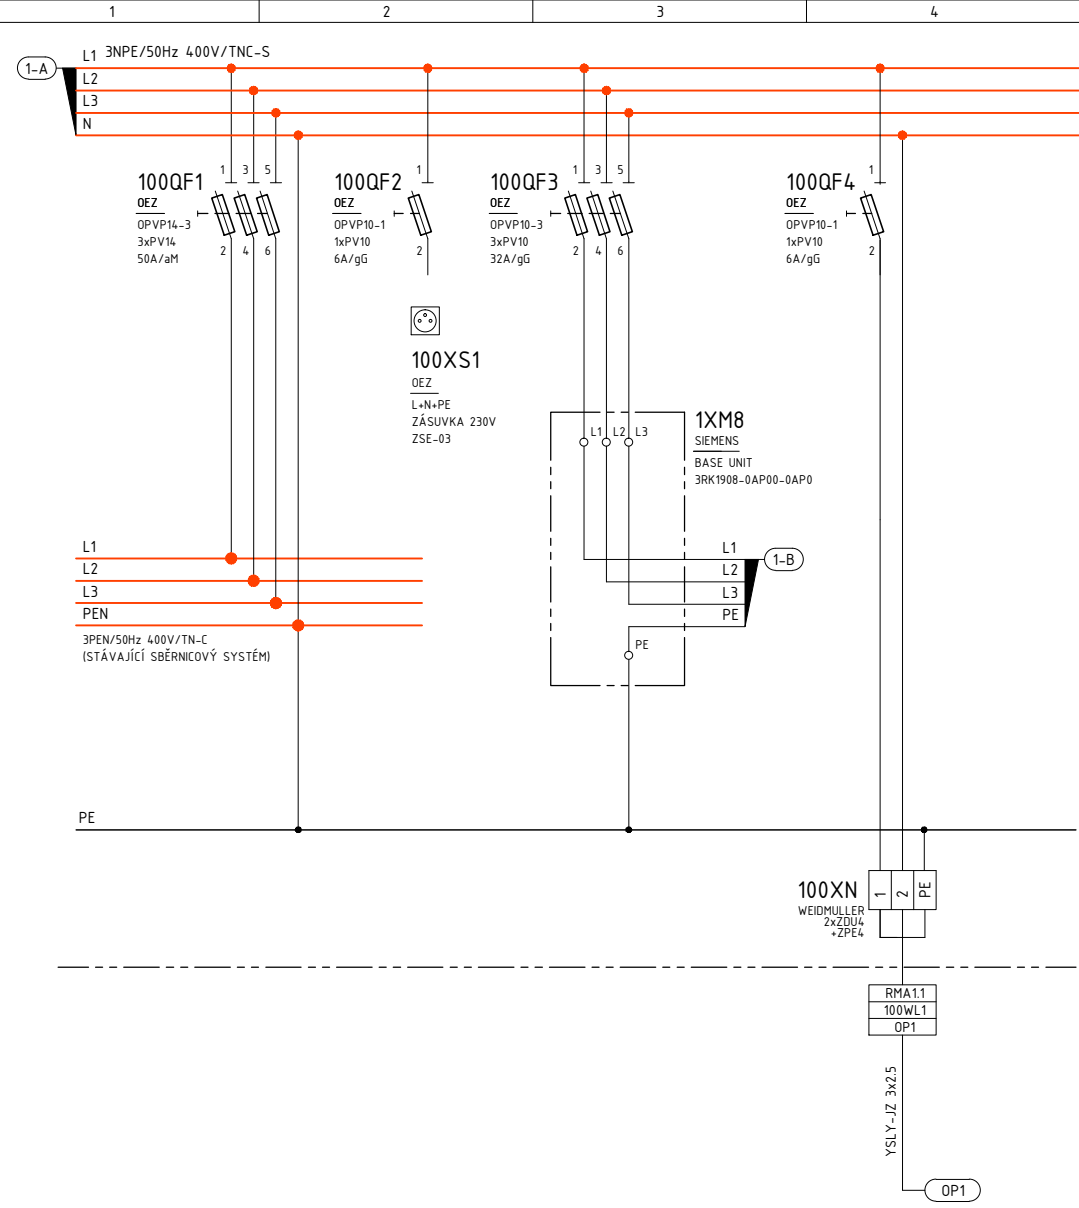 1
2
3
4
1-A
L1 3NPE/50Hz 400V/TNC-S
L2
L3
N
100QF1
OEZ
OPVP14-3
3xPV14
50A/aM
1 3 5
2 4 6
100QF2
OEZ
OPVP10-1
1xPV10
6A/gG
1
2
100QF3
OEZ
OPVP10-3
3xPV10
32A/gG
1 3 5
2 4 6
100QF4
OEZ
OPVP10-1
1xPV10
6A/gG
1
2
100XS1
OEZ
L+N+PE
ZÁSUVKA 230V
ZSE-03
1XM8
SIEMENS
BASE UNIT
3RK1908-0AP00-0AP0
L1 L2 L3
L1
L2
L3
PE
1-B
PE
L1
L2
L3
PEN
3PEN/50Hz 400V/TN-C
(STÁVAJÍCÍ SBĚRNICOVÝ SYSTÉM)
PE
100XN
WEIDMULLER
2xZDU4
+ZPE4
1 2 PE
RMA1.1
100WL1
OP1
YSLY-JZ 3x2.5
OP1